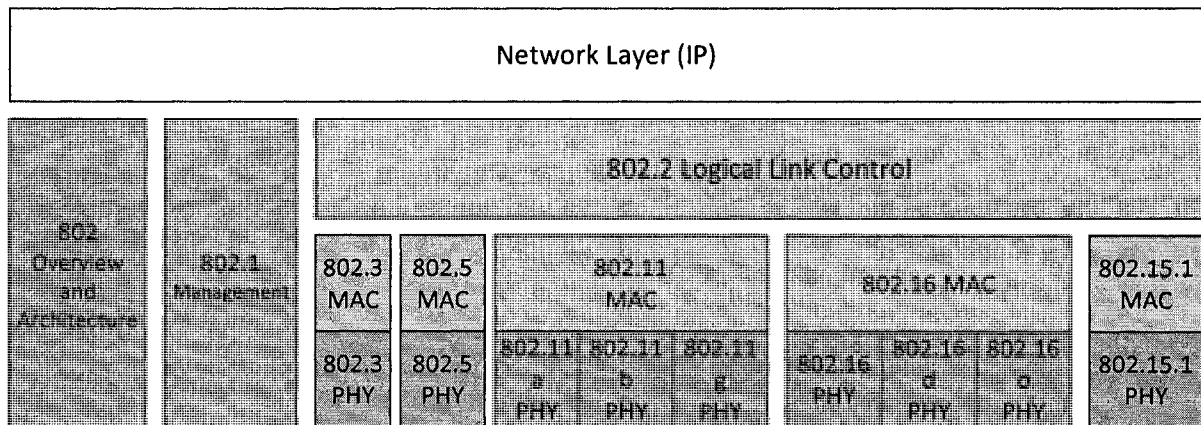 Network Layer (IP)
802.2 Logical Link Control
802
Overview
and
Architecture
802.1
Management
802.3
MAC
802.5
MAC
802.11
MAC
802.16 MAC
802.15.1
MAC
802.3
PHY
802.5
PHY
802.11
a
PHY
802.11
b
PHY
802.11
g
PHY
802.16
PHY
802.16
d
PHY
802.16
PHY
802.15.1
PHY